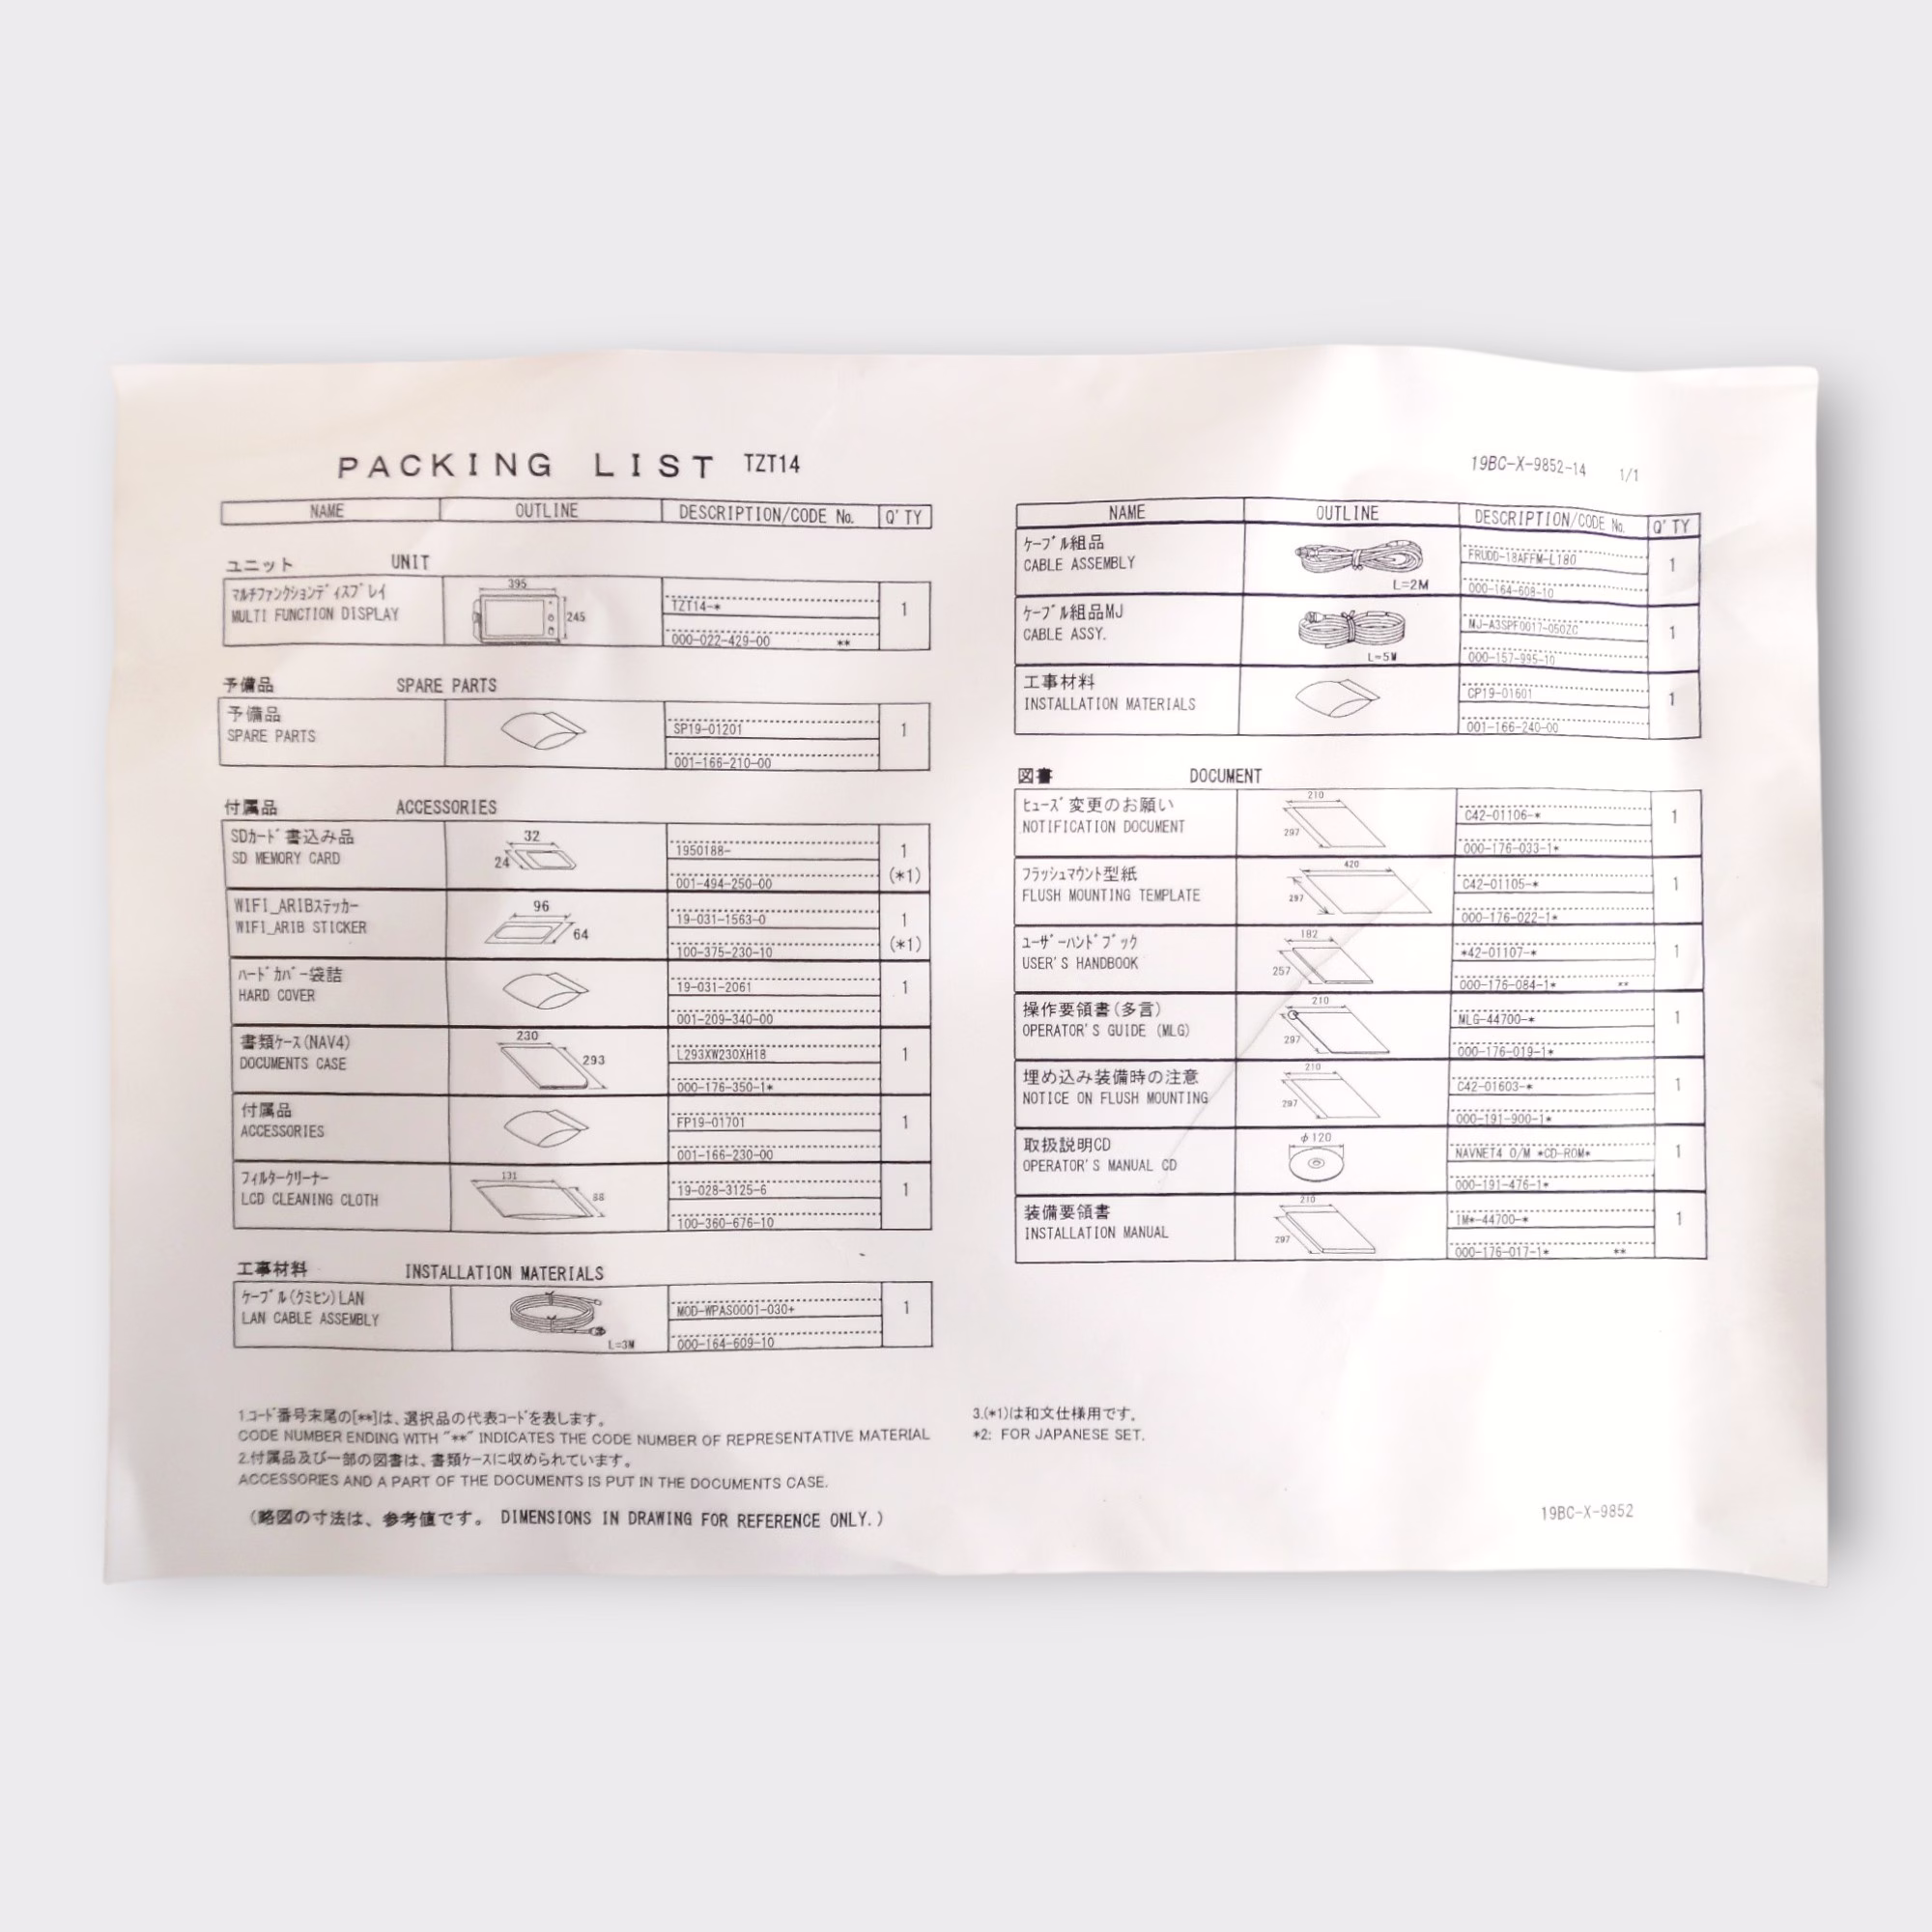 PACKING LIST TZT14
NAME OUTLINE DESCRIPTION/CODE No. Q'TY
ユニット UNIT
マルチファンクションディスプレイ
MULTI FUNCTION DISPLAY
395
245
TZT14-*
000-022-429-00 **
1
予備品 SPARE PARTS
予備品
SPARE PARTS
SP19-01201
001-166-210-00
1
付属品 ACCESSORIES
SDカード書込み品
SD MEMORY CARD
32
24
1950188-
001-494-250-00
1
(*1)
WIFI_ARIBステッカー
WIFI_ARIB STICKER
96
64
19-031-1563-0
100-375-230-10
1
(*1)
ハードカバー袋詰
HARD COVER
19-031-2061
001-209-340-00
1
書類ケース(NAV4)
DOCUMENTS CASE
230
293
L293XW230XH18
000-176-350-1*
1
付属品
ACCESSORIES
FP19-01701
001-166-230-00
1
フィルタークリーナー
LCD CLEANING CLOTH
131
19-028-3125-6
100-360-676-10
1
工事材料 INSTALLATION MATERIALS
ケーブル(クミヒン)LAN
LAN CABLE ASSEMBLY
L=3M
MOD-WPAS0001-030+
000-164-609-10
1
1.コード番号末尾の[**]は、選択品の代表コードを表します。
CODE NUMBER ENDING WITH "**" INDICATES THE CODE NUMBER OF REPRESENTATIVE MATERIAL
2.付属品及び一部の図書は、書類ケースに収められています。
ACCESSORIES AND A PART OF THE DOCUMENTS IS PUT IN THE DOCUMENTS CASE.
(略図の寸法は、参考値です。 DIMENSIONS IN DRAWING FOR REFERENCE ONLY.)
19BC-X-9852-14 1/1
NAME OUTLINE DESCRIPTION/CODE No. Q'TY
ケーブル組品
CABLE ASSEMBLY
L=2M
FRUDD-18AFFM-L180
000-164-608-10
1
ケーブル組品MJ
CABLE ASSY.
L=5M
MJ-A3SPF0017-050ZC
000-157-995-10
1
工事材料
INSTALLATION MATERIALS
CP19-01601
001-166-240-00
1
図書 DOCUMENT
ヒューズ変更のお願い
NOTIFICATION DOCUMENT
210
297
C42-01106-*
000-176-033-1*
1
フラッシュマウント型紙
FLUSH MOUNTING TEMPLATE
420
297
C42-01105-*
000-176-022-1*
1
ユーザーハンドブック
USER'S HANDBOOK
182
257
*42-01107-*
000-176-084-1* **
1
操作要領書(多言)
OPERATOR'S GUIDE (MLG)
210
297
MLG-44700-*
000-176-019-1*
1
埋め込み装備時の注意
NOTICE ON FLUSH MOUNTING
210
297
C42-01603-*
000-191-900-1*
1
取扱説明CD
OPERATOR'S MANUAL CD
φ120
NAVNET4 O/M *CD-ROM*
000-191-476-1*
1
装備要領書
INSTALLATION MANUAL
210
297
IM*-44700-*
000-176-017-1* **
1
3.(*1)は和文仕様用です。
*2: FOR JAPANESE SET.
19BC-X-9852